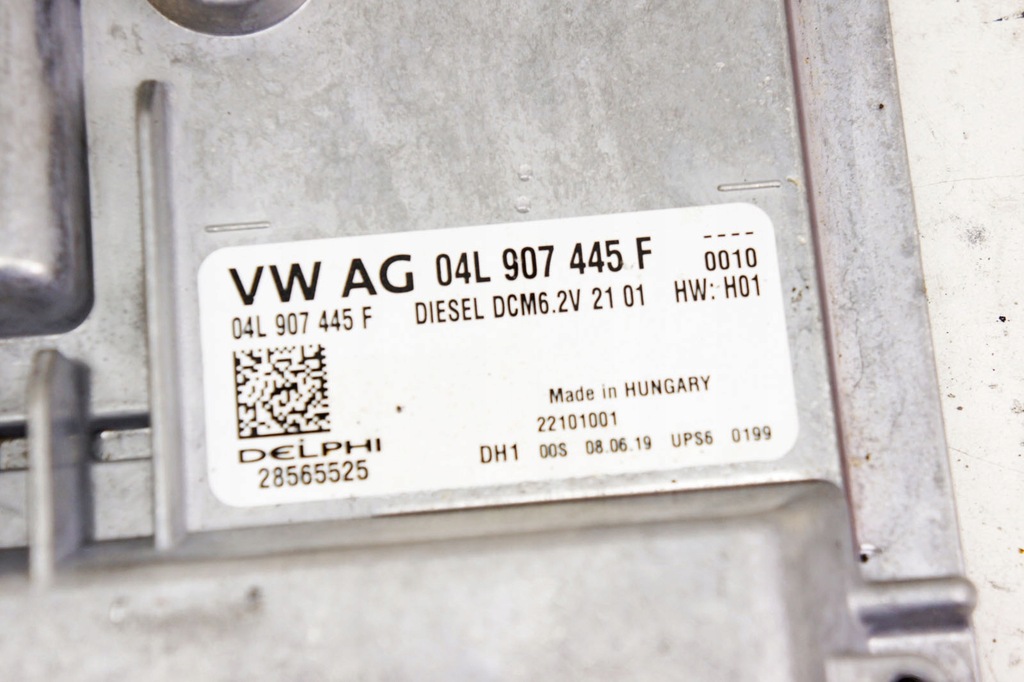 VW AG 04L 907 445 F ---- 0010
04L 907 445 F DIESEL DCM6.2V 21 01 HW: H01
Made in HUNGARY
22101001
DELPHI DH1 00S 08.06.19 UPS6 0199
28565525